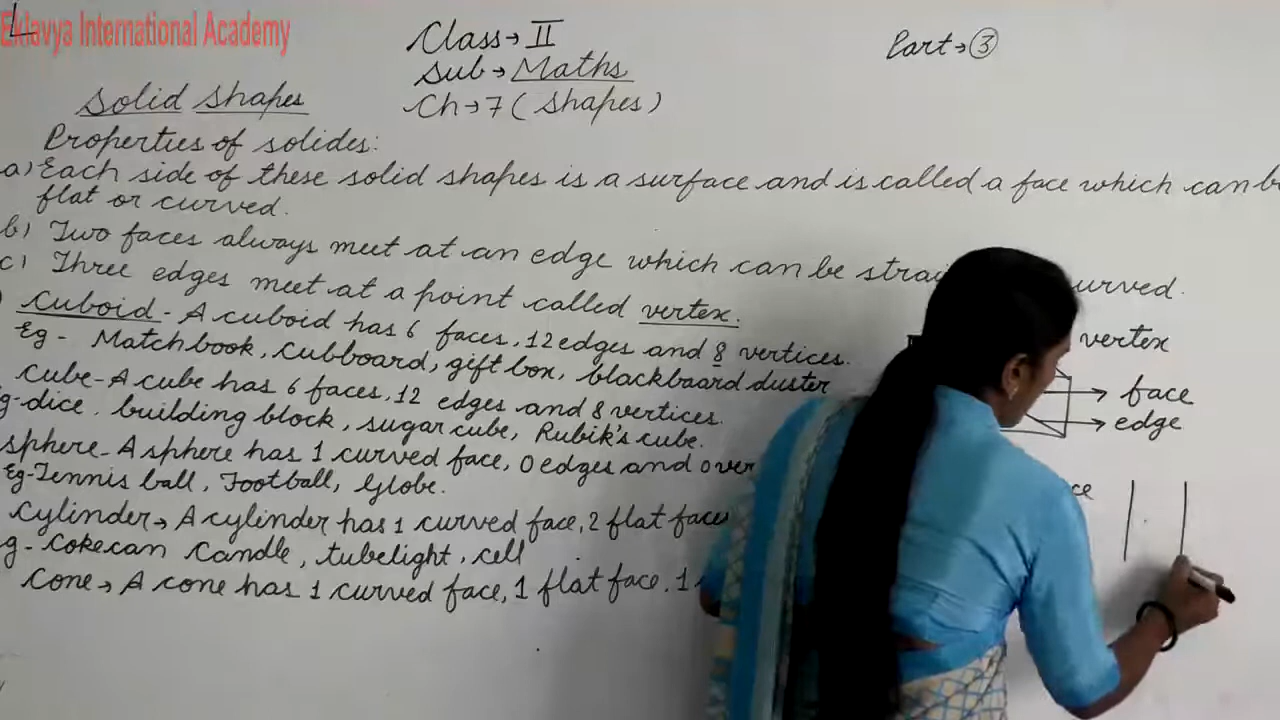 Eklavya International Academy
Class→ II
Part→ ③
Sub→ Maths
Ch→7 (Shapes)
Solid Shapes
Properties of solides:
a) Each side of these solid shapes is a surface and is called a face which can be
flat or curved.
b) Two faces always meet at an edge which can be curved.
c) Three edges meet at a point called vertex.
Cuboid - A cuboid has 6 faces, 12 edges and 8 vertices.
Eg - Matchbook, cubboard, gift box, blackboard duster
Cube - A cube has 6 faces, 12 edges and 8 vertices.
g-dice, building block, sugar cube, Rubik's cube.
sphere - A sphere has 1 curved face, 0 edges and 0 ver
Eg-Tennis ball, Football, Globe.
Cylinder→ A cylinder has 1 curved face, 2 flat faces
g - Cokecan Candle, tubelight, cell
Cone → A cone has 1 curved face, 1 flat face, 1
vertex
face
edge